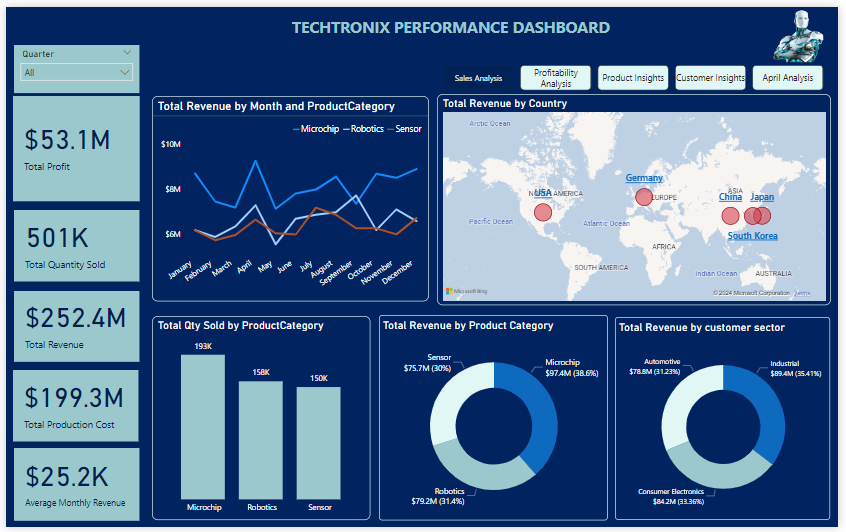 TECHTRONIX PERFORMANCE DASHBOARD
Quarter
All
Sales Analysis
Profitability
Analysis
Product Insights
Customer Insights
April Analysis
$53.1M
Total Profit
501K
Total Quantity Sold
$252.4M
Total Revenue
$199.3M
Total Production Cost
$25.2K
Average Monthly Revenue
Total Revenue by Month and ProductCategory
Microchip Robotics Sensor
$10M
$8M
$6M
January
February
March
April
May
June
July
August
September
October
November
December
Total Revenue by Country
Arctic Ocean
Germany
USA
NORTH AMERICA
EUROPE
ASIA
China
Japan
South Korea
Pacific Ocean
Atlantic Ocean
AFRICA
SOUTH AMERICA
Indian Ocean
AUSTRALIA
Microsoft Bing
© 2024 Microsoft Corporation Terms
Total Qty Sold by ProductCategory
193K
158K
150K
Microchip
Robotics
Sensor
Total Revenue by Product Category
Sensor
$75.7M (30%)
Microchip
$97.4M (38.6%)
Robotics
$79.2M (31.4%)
Total Revenue by customer sector
Automotive
$78.8M (31.23%)
Industrial
$89.4M (35.41%)
Consumer Electronics
$84.2M (33.36%)